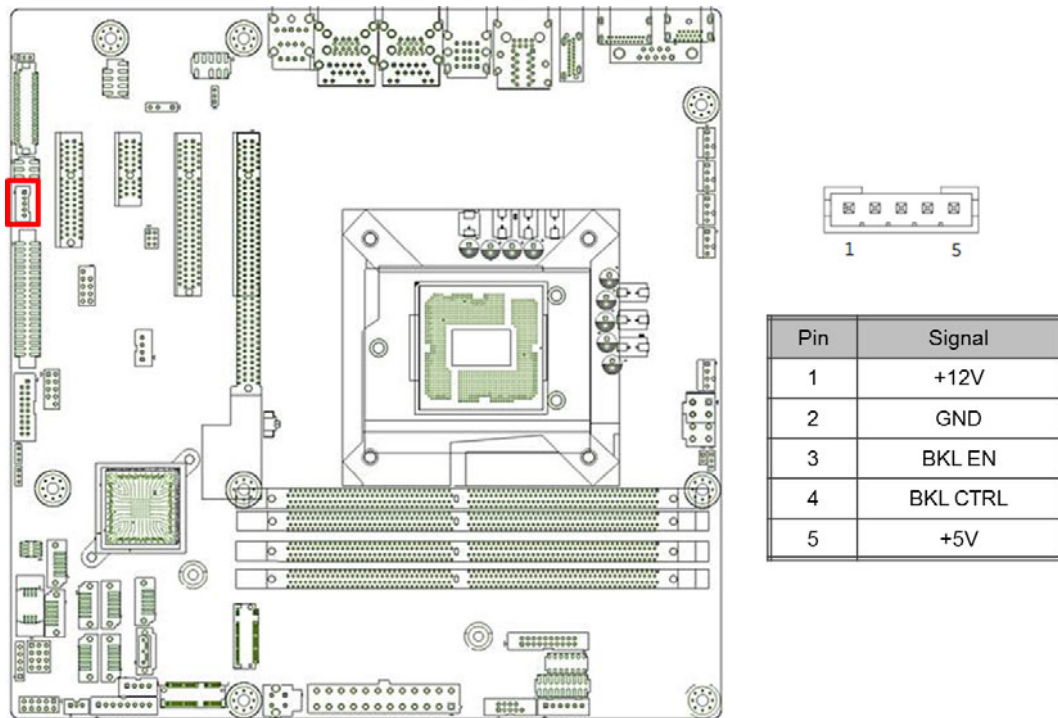 1 5
Pin Signal
1 +12V
2 GND
3 BKL EN
4 BKL CTRL
5 +5V